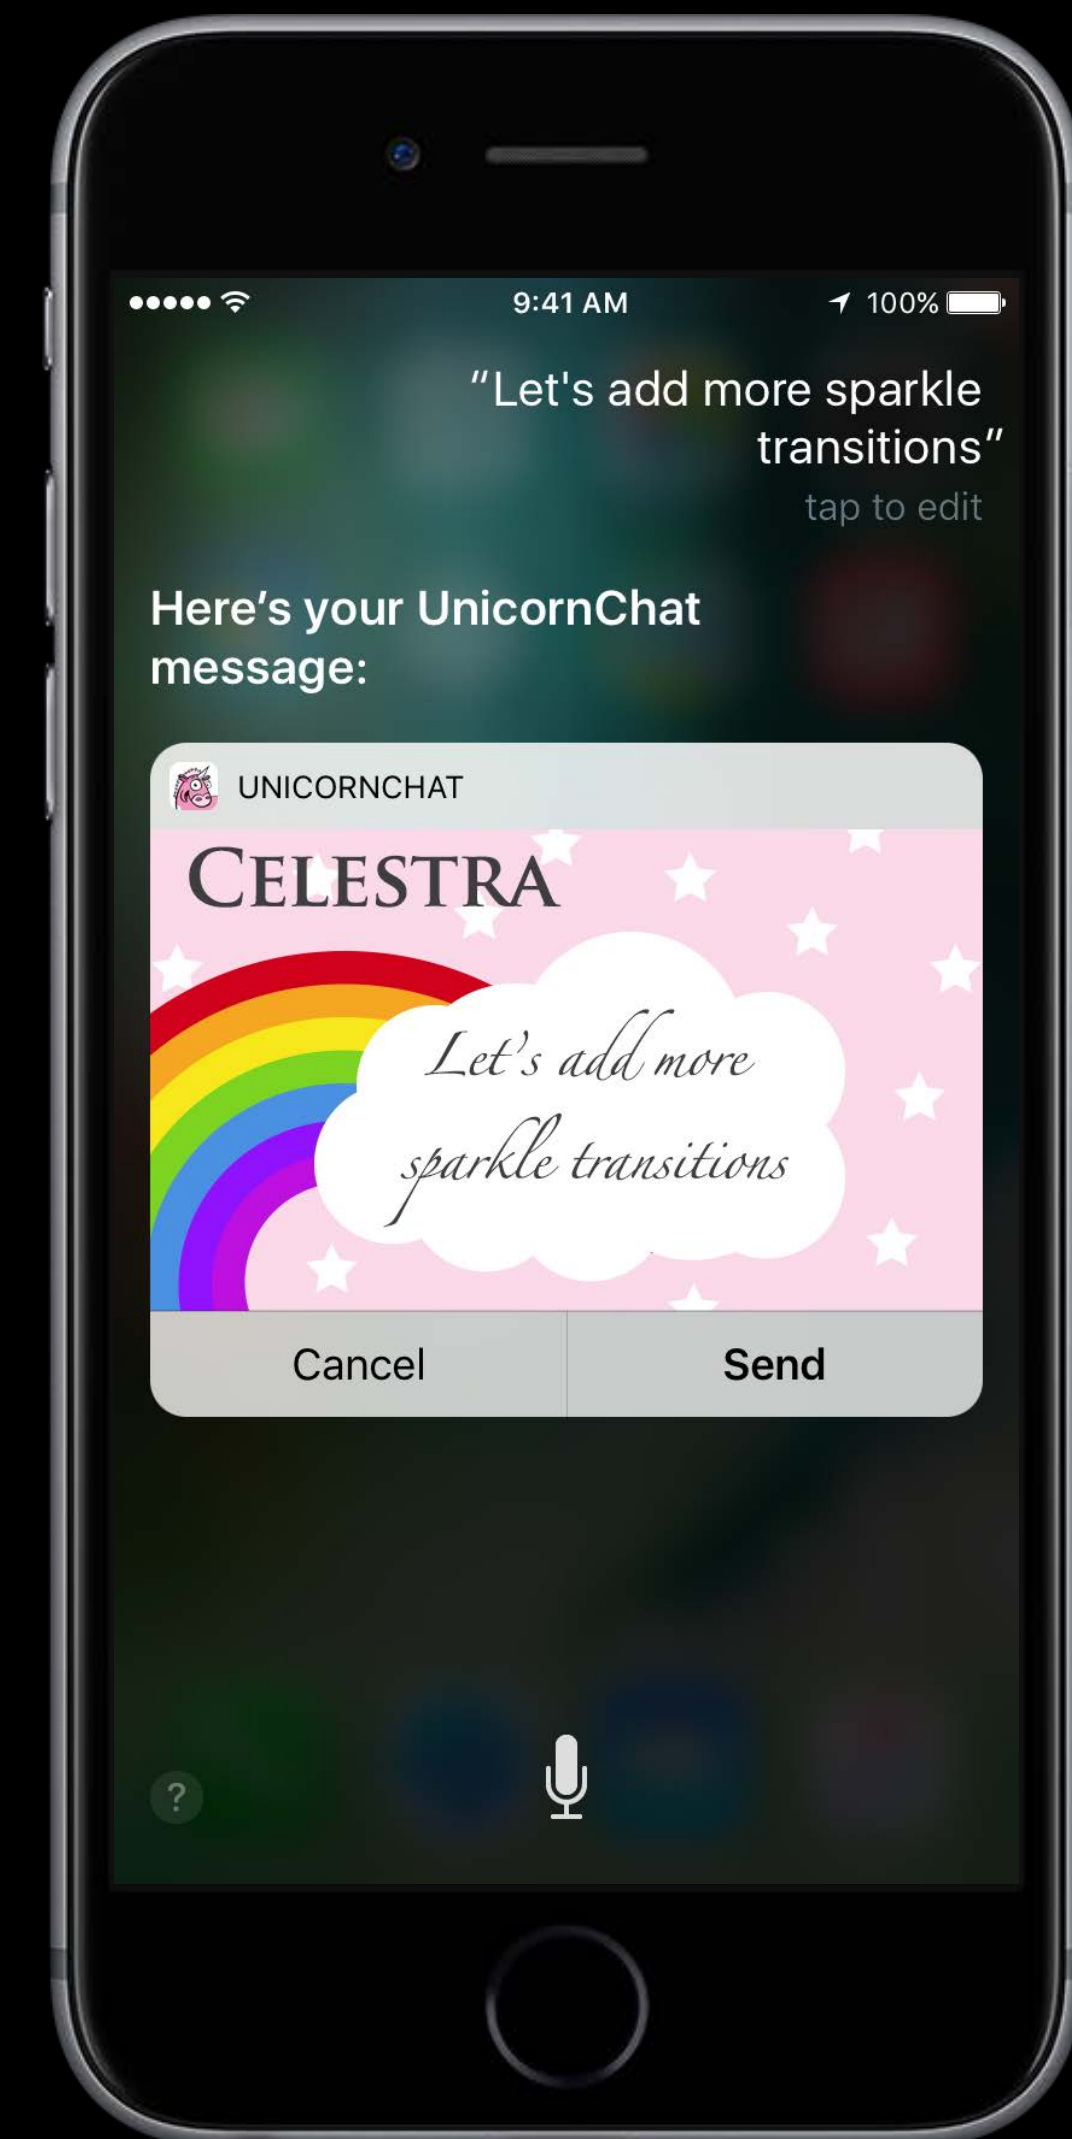 9:41 AM
100%
“Let's add more sparkle
transitions”
tap to edit
Here’s your UnicornChat
message:
UNICORNCHAT
CELESTRA
Let’s add more
sparkle transitions
Cancel
Send
?